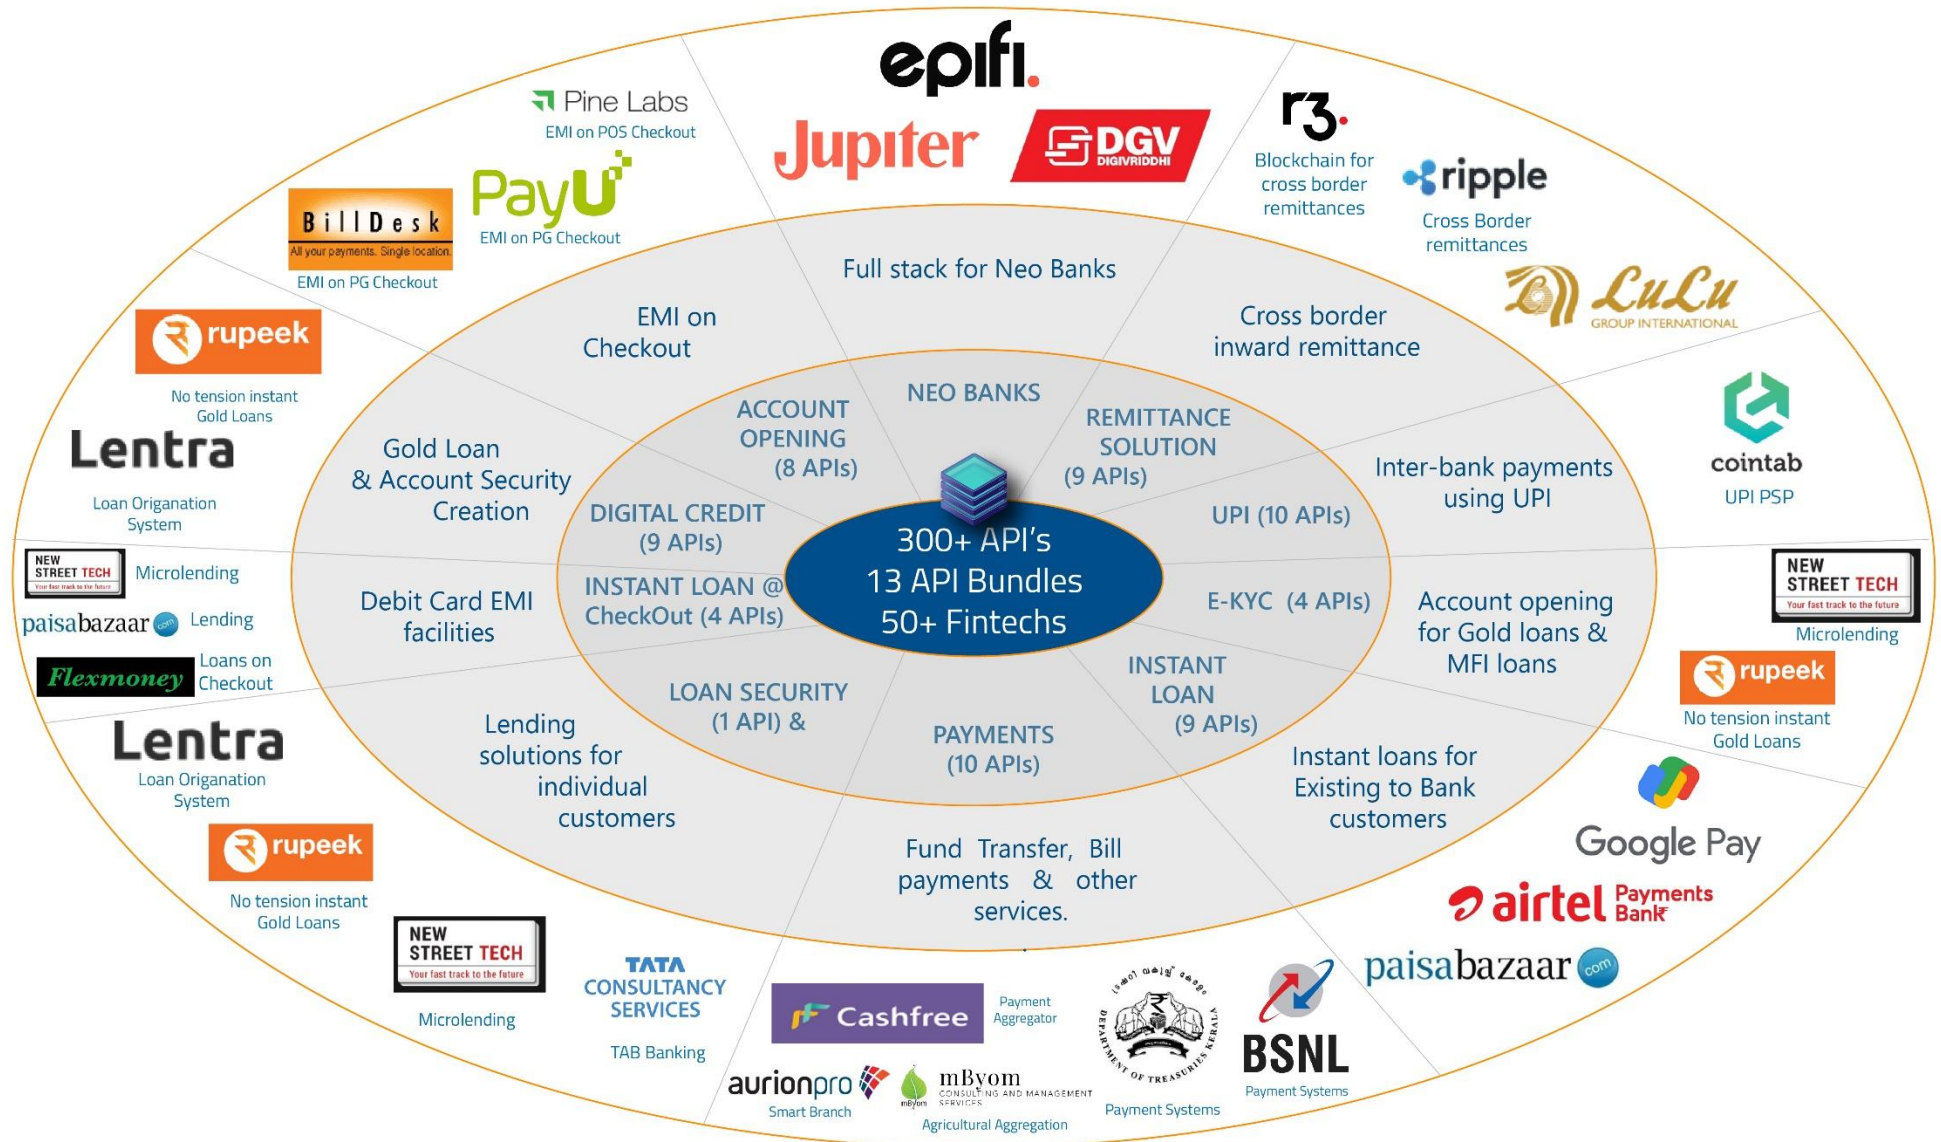 epifi.
Jupiter
DGV
DIGIVRIDDHI
Pine Labs
EMI on POS Checkout
PayU
EMI on PG Checkout
BillDesk
All your payments. Single location.
EMI on PG Checkout
r3.
Blockchain for
cross border
remittances
ripple
Cross Border
remittances
LuLu
GROUP INTERNATIONAL
rupeek
No tension instant
Gold Loans
Lentra
Loan Origanation
System
cointab
UPI PSP
NEW
STREET TECH
Your fast track to the future
Microlending
paisabazaar.com
Lending
Flexmoney
Loans on
Checkout
NEW
STREET TECH
Your fast track to the future
Microlending
rupeek
No tension instant
Gold Loans
Lentra
Loan Origanation
System
rupeek
No tension instant
Gold Loans
NEW
STREET TECH
Your fast track to the future
Microlending
TATA
CONSULTANCY
SERVICES
TAB Banking
Google Pay
airtel Payments
Bank
paisabazaar.com
Cashfree
Payment
Aggregator
aurionpro
Smart Branch
mByom
mByom
CONSULTING AND MANAGEMENT
SERVICES
Agricultural Aggregation
DEPARTMENT OF TREASURIES KERALA
Payment Systems
BSNL
Payment Systems
Full stack for Neo Banks
EMI on
Checkout
Cross border
inward remittance
Gold Loan
& Account Security
Creation
Inter-bank payments
using UPI
Debit Card EMI
facilities
Account opening
for Gold loans &
MFI loans
Lending
solutions for
individual
customers
Instant loans for
Existing to Bank
customers
Fund Transfer, Bill
payments & other
services.
NEO BANKS
ACCOUNT
OPENING
(8 APIs)
REMITTANCE
SOLUTION
(9 APIs)
DIGITAL CREDIT
(9 APIs)
UPI (10 APIs)
INSTANT LOAN @
CheckOut (4 APIs)
E-KYC (4 APIs)
LOAN SECURITY
(1 API) &
PAYMENTS
(10 APIs)
INSTANT
LOAN
(9 APIs)
300+ API's
13 API Bundles
50+ Fintechs